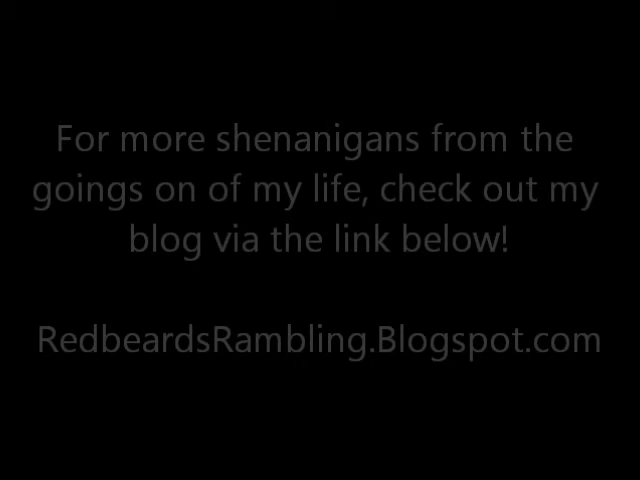 For more shenanigans from the
goings on of my life, check out my
blog via the link below!
RedbeardsRambling.Blogspot.com